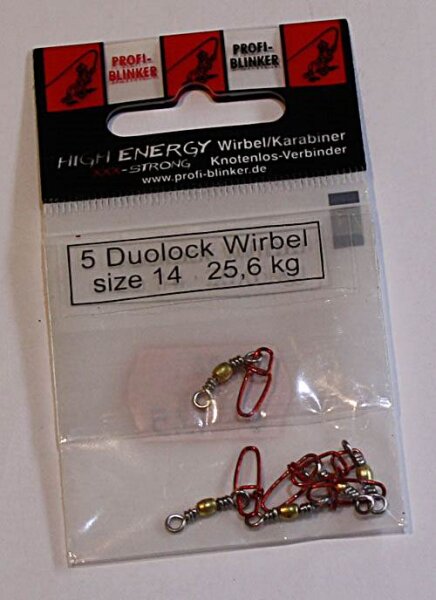 PROFI-
BLINKER
PROFI-
BLINKER
HIGH ENERGY Wirbel/Karabiner
XXX-STRONG Knotenlos-Verbinder
www.profi-blinker.de
5 Duolock Wirbel
size 14 25,6 kg